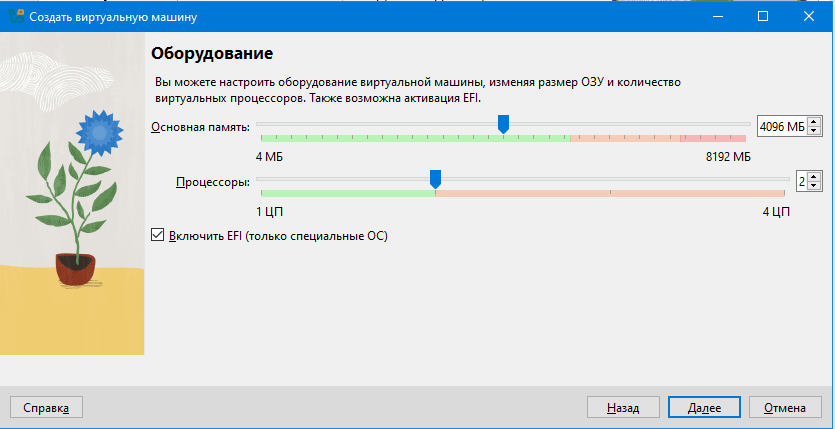 Создать виртуальную машину
Оборудование
Вы можете настроить оборудование виртуальной машины, изменяя размер ОЗУ и количество
виртуальных процессоров. Также возможна активация EFI.
Основная память: 4096 МБ
4 МБ 8192 МБ
Процессоры: 2
1 ЦП 4 ЦП
Включить EFI (только специальные ОС)
Справка Назад Далее Отмена